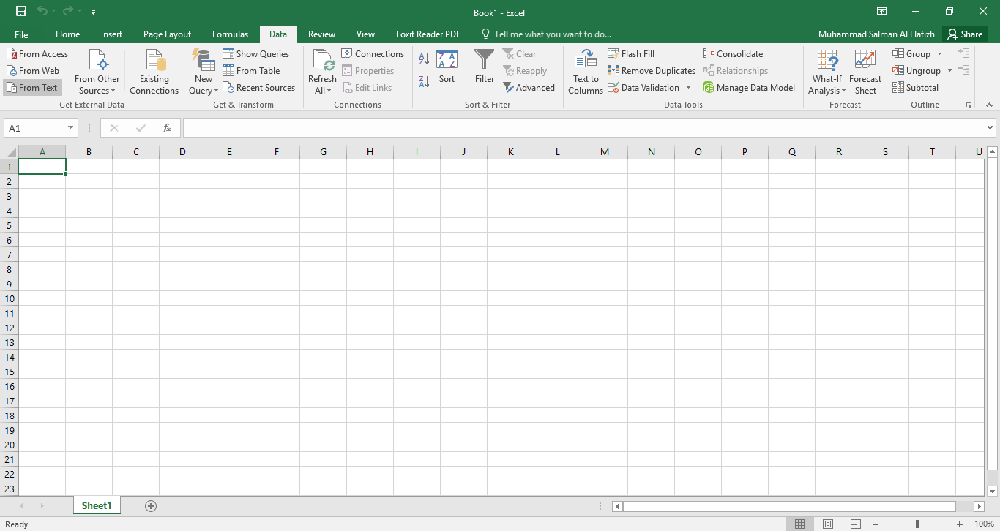 Book1 - Excel
File Home Insert Page Layout Formulas Data Review View Foxit Reader PDF Tell me what you want to do... Muhammad Salman Al Hafizh Share
From Access
From Web
From Text
From Other
Sources
Get External Data
Existing
Connections
New
Query
Show Queries
From Table
Recent Sources
Get & Transform
Refresh
All
Connections
Properties
Edit Links
Connections
A
Z
Z
A
Z A
A Z
Sort
Filter
Clear
Reapply
Advanced
Sort & Filter
Text to
Columns
Flash Fill
Remove Duplicates
Data Validation
Consolidate
Relationships
Manage Data Model
Data Tools
What-If
Analysis
Forecast
Sheet
Forecast
Group
Ungroup
Subtotal
Outline
A1 fx
A B C D E F G H I J K L M N O P Q R S T U
1
2
3
4
5
6
7
8
9
10
11
12
13
14
15
16
17
18
19
20
21
22
23
Sheet1
Ready 100%